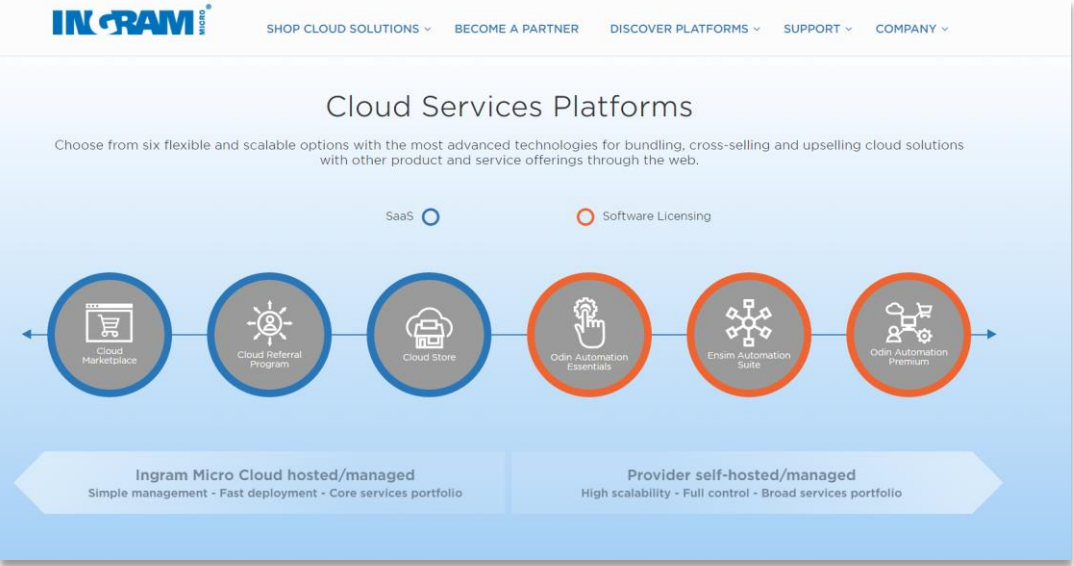 INGRAM MICRO®
SHOP CLOUD SOLUTIONS
BECOME A PARTNER
DISCOVER PLATFORMS
SUPPORT
COMPANY
Cloud Services Platforms
Choose from six flexible and scalable options with the most advanced technologies for bundling, cross-selling and upselling cloud solutions
with other product and service offerings through the web.
SaaS
Software Licensing
Cloud
Marketplace
Cloud Referral
Program
Cloud Store
Odin Automation
Essentials
Ensim Automation
Suite
Odin Automation
Premium
Ingram Micro Cloud hosted/managed
Simple management - Fast deployment - Core services portfolio
Provider self-hosted/managed
High scalability - Full control - Broad services portfolio